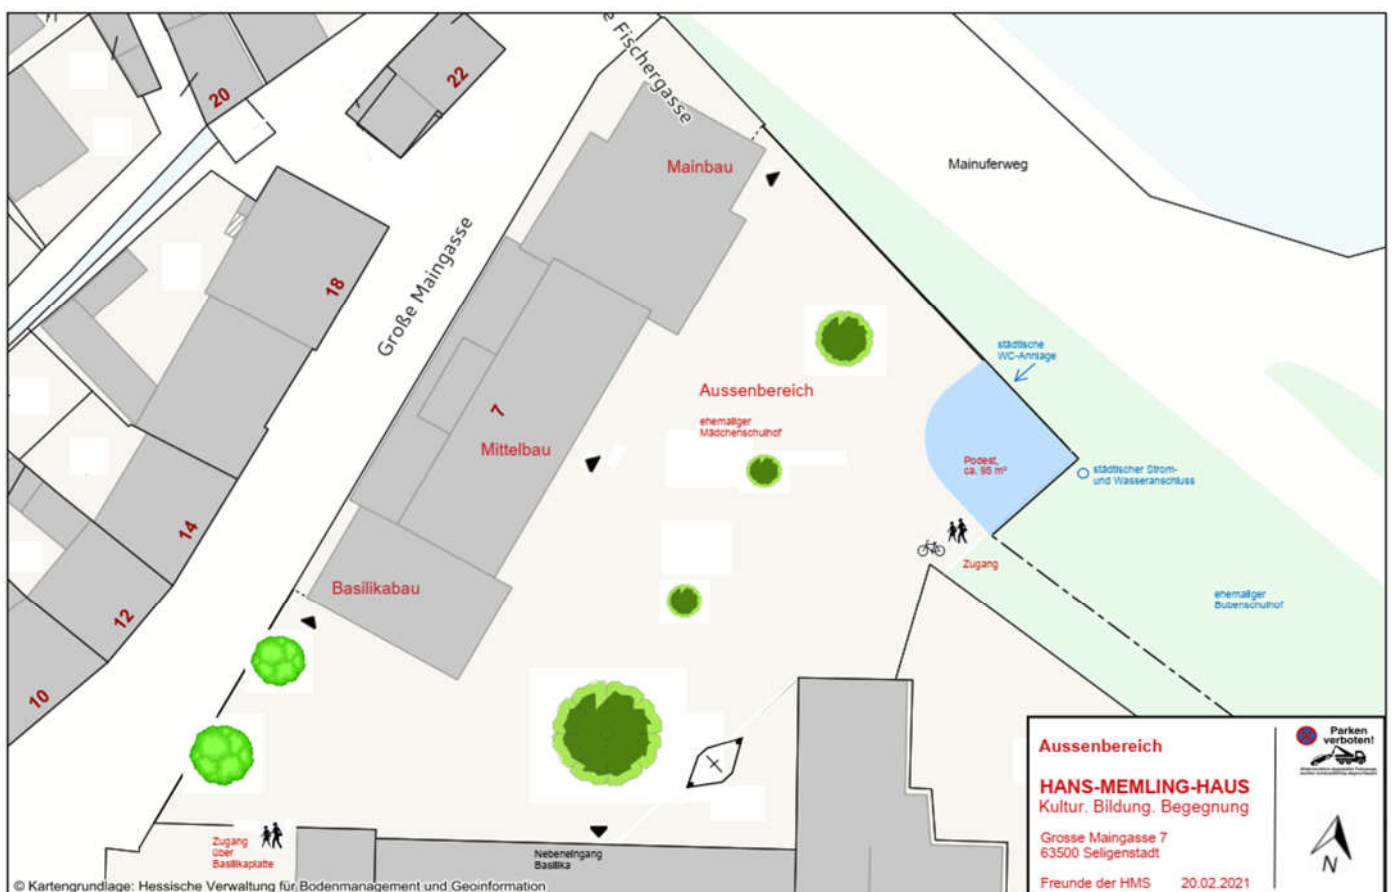 e Fischergasse
22
20
Mainbau
Mainuferweg
18
Große Maingasse
städtische
WC-Annlage
Aussenbereich
ehemaliger
Mädchenschulhof
7
Mittelbau
Podest,
ca. 95 m²
städtischer Strom-
und Wasseranschluss
14
Zugang
Basilikabau
ehemaliger
Bubenschulhof
12
10
Zugang
über
Basilikaplatte
Nebeneingang
Basilika
© Kartengrundlage: Hessische Verwaltung für Bodenmanagement und Geoinformation
Aussenbereich
HANS-MEMLING-HAUS
Kultur. Bildung. Begegnung
Grosse Maingasse 7
63500 Seligenstadt
Freunde der HMS 20.02.2021
Parken
verboten!
N